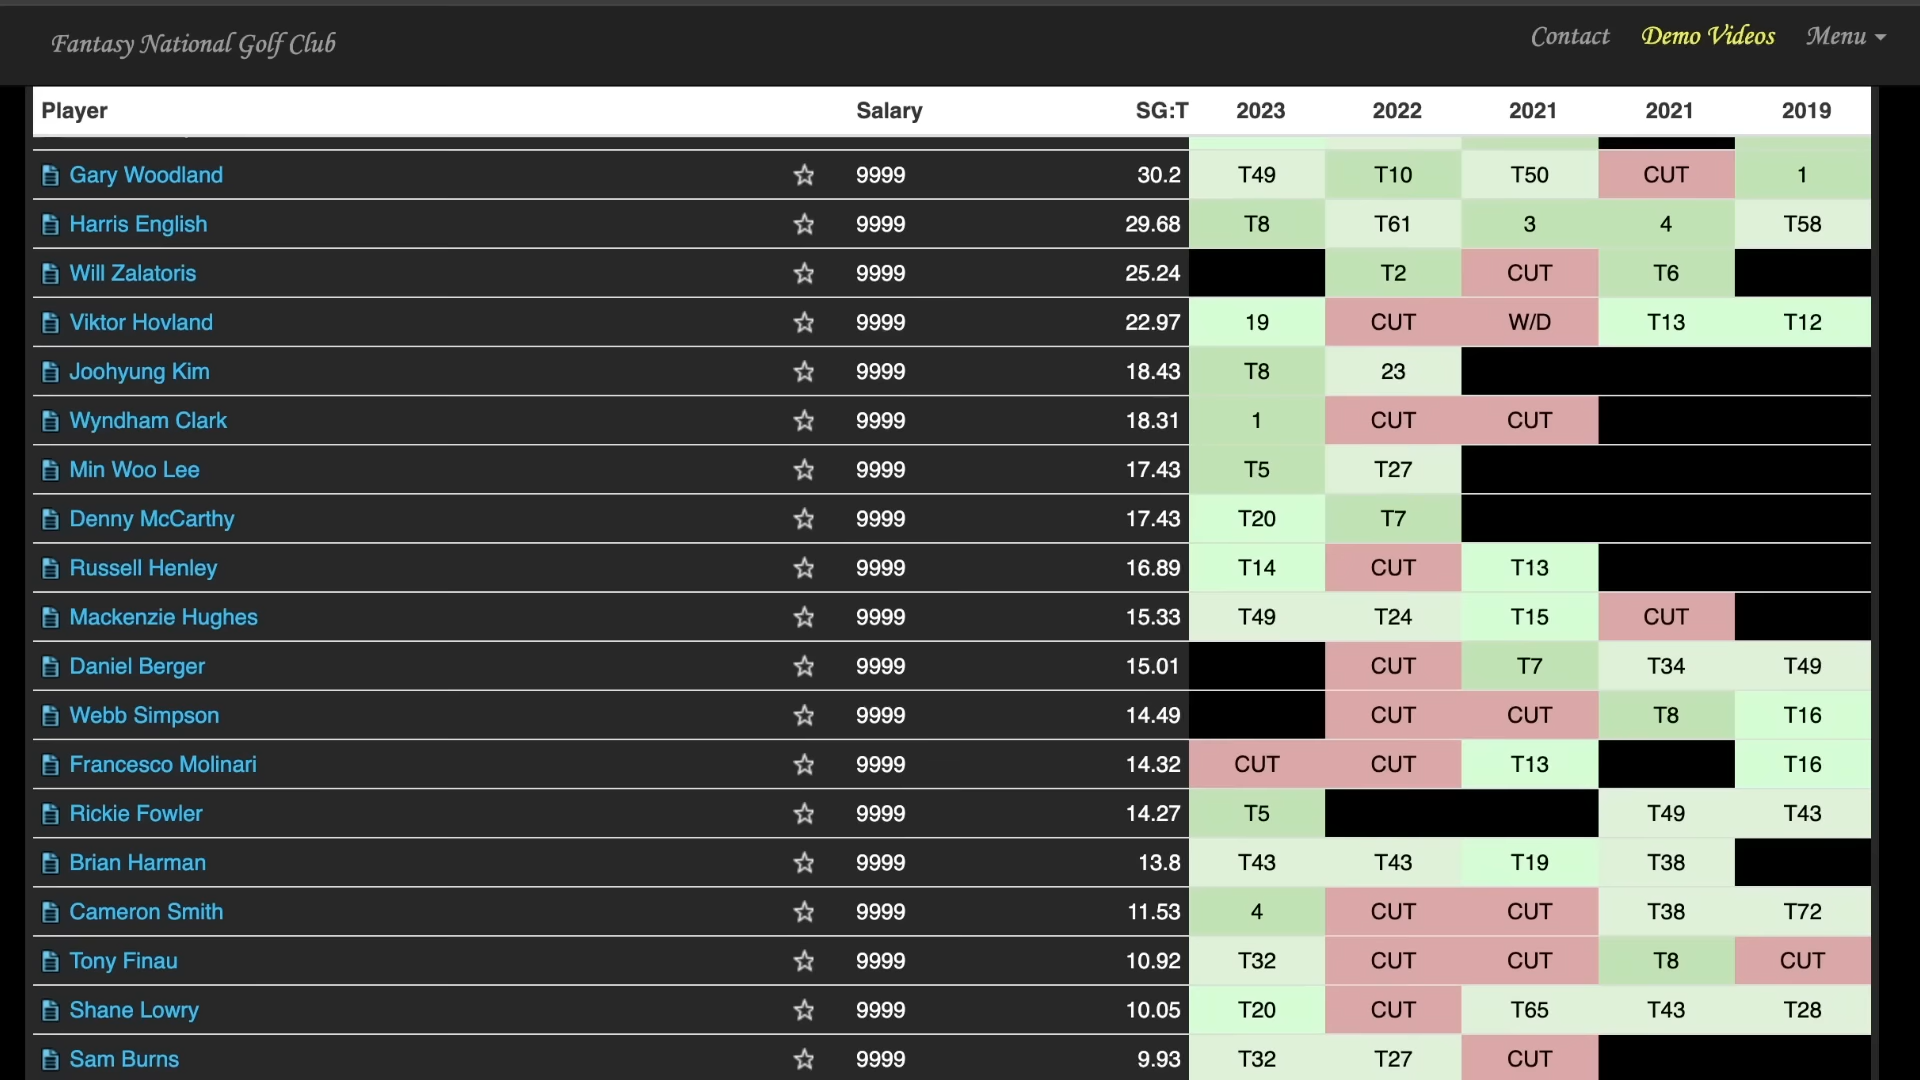 Fantasy National Golf Club Contact Demo Videos Menu
Player Salary SG:T 2023 2022 2021 2021 2019
Gary Woodland 9999 30.2 T49 T10 T50 CUT 1
Harris English 9999 29.68 T8 T61 3 4 T58
Will Zalatoris 9999 25.24 T2 CUT T6
Viktor Hovland 9999 22.97 19 CUT W/D T13 T12
Joohyung Kim 9999 18.43 T8 23
Wyndham Clark 9999 18.31 1 CUT CUT
Min Woo Lee 9999 17.43 T5 T27
Denny McCarthy 9999 17.43 T20 T7
Russell Henley 9999 16.89 T14 CUT T13
Mackenzie Hughes 9999 15.33 T49 T24 T15 CUT
Daniel Berger 9999 15.01 CUT T7 T34 T49
Webb Simpson 9999 14.49 CUT CUT T8 T16
Francesco Molinari 9999 14.32 CUT CUT T13 T16
Rickie Fowler 9999 14.27 T5 T49 T43
Brian Harman 9999 13.8 T43 T43 T19 T38
Cameron Smith 9999 11.53 4 CUT CUT T38 T72
Tony Finau 9999 10.92 T32 CUT CUT T8 CUT
Shane Lowry 9999 10.05 T20 CUT T65 T43 T28
Sam Burns 9999 9.93 T32 T27 CUT